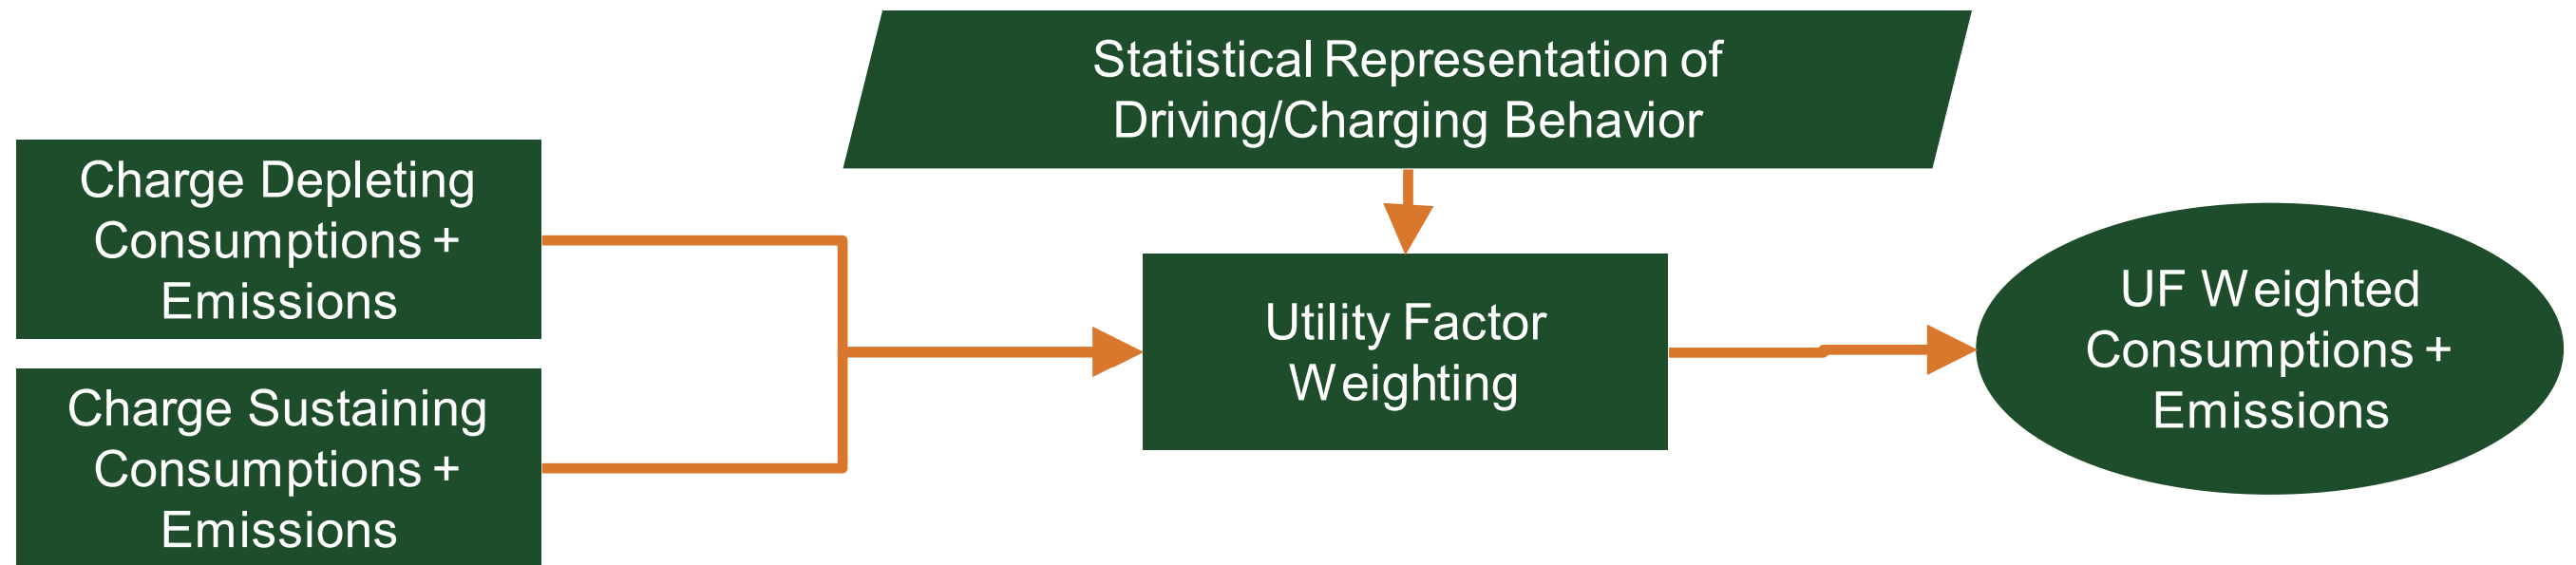 Statistical Representation of
Driving/Charging Behavior
Charge Depleting
Consumptions +
Emissions
Charge Sustaining
Consumptions +
Emissions
Utility Factor
Weighting
UF Weighted
Consumptions +
Emissions